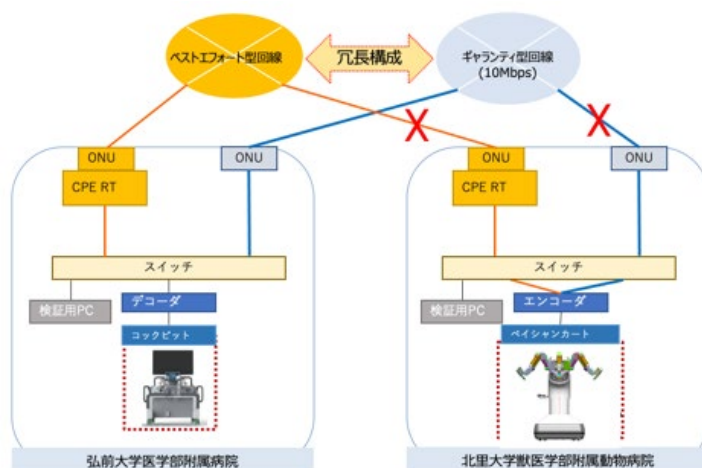 ベストエフォート型回線
冗長構成
ギャランティ型回線
(10Mbps)
X
X
ONU
ONU
ONU
ONU
CPE RT
CPE RT
スイッチ
スイッチ
検証用PC
デコーダ
検証用PC
エンコーダ
コックピット
ペイシャンカート
弘前大学医学部附属病院
北里大学獣医学部附属動物病院